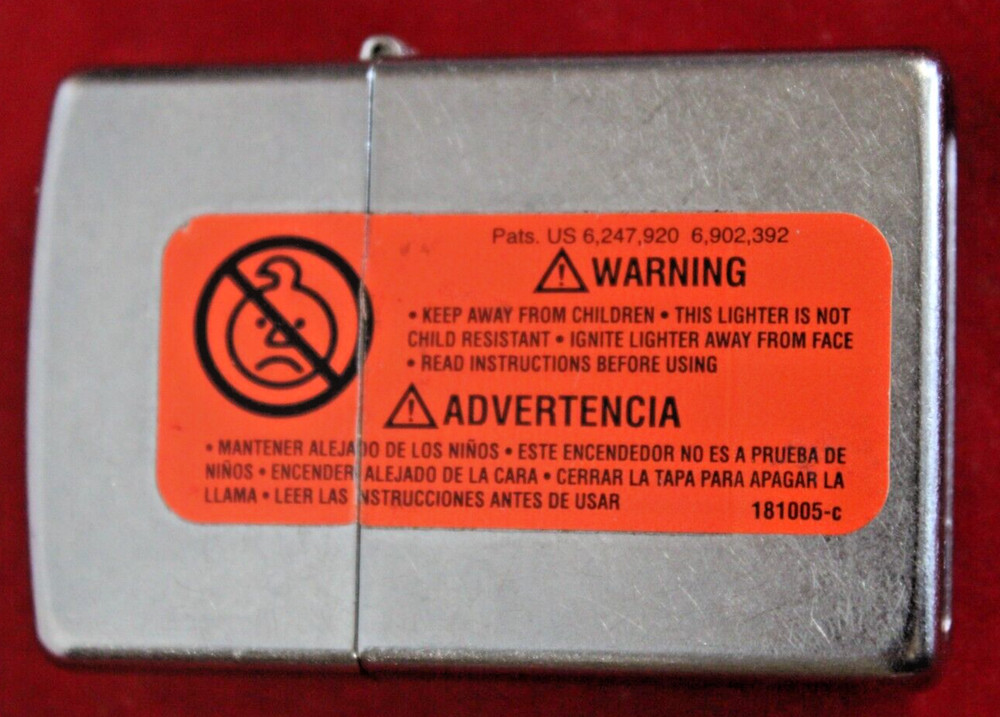 Pats. US 6,247,920 6,902,392
WARNING
• KEEP AWAY FROM CHILDREN • THIS LIGHTER IS NOT
CHILD RESISTANT • IGNITE LIGHTER AWAY FROM FACE
• READ INSTRUCTIONS BEFORE USING
ADVERTENCIA
• MANTENER ALEJADO DE LOS NIÑOS • ESTE ENCENDEDOR NO ES A PRUEBA DE
NIÑOS • ENCENDER ALEJADO DE LA CARA • CERRAR LA TAPA PARA APAGAR LA
LLAMA • LEER LAS INSTRUCCIONES ANTES DE USAR
181005-c